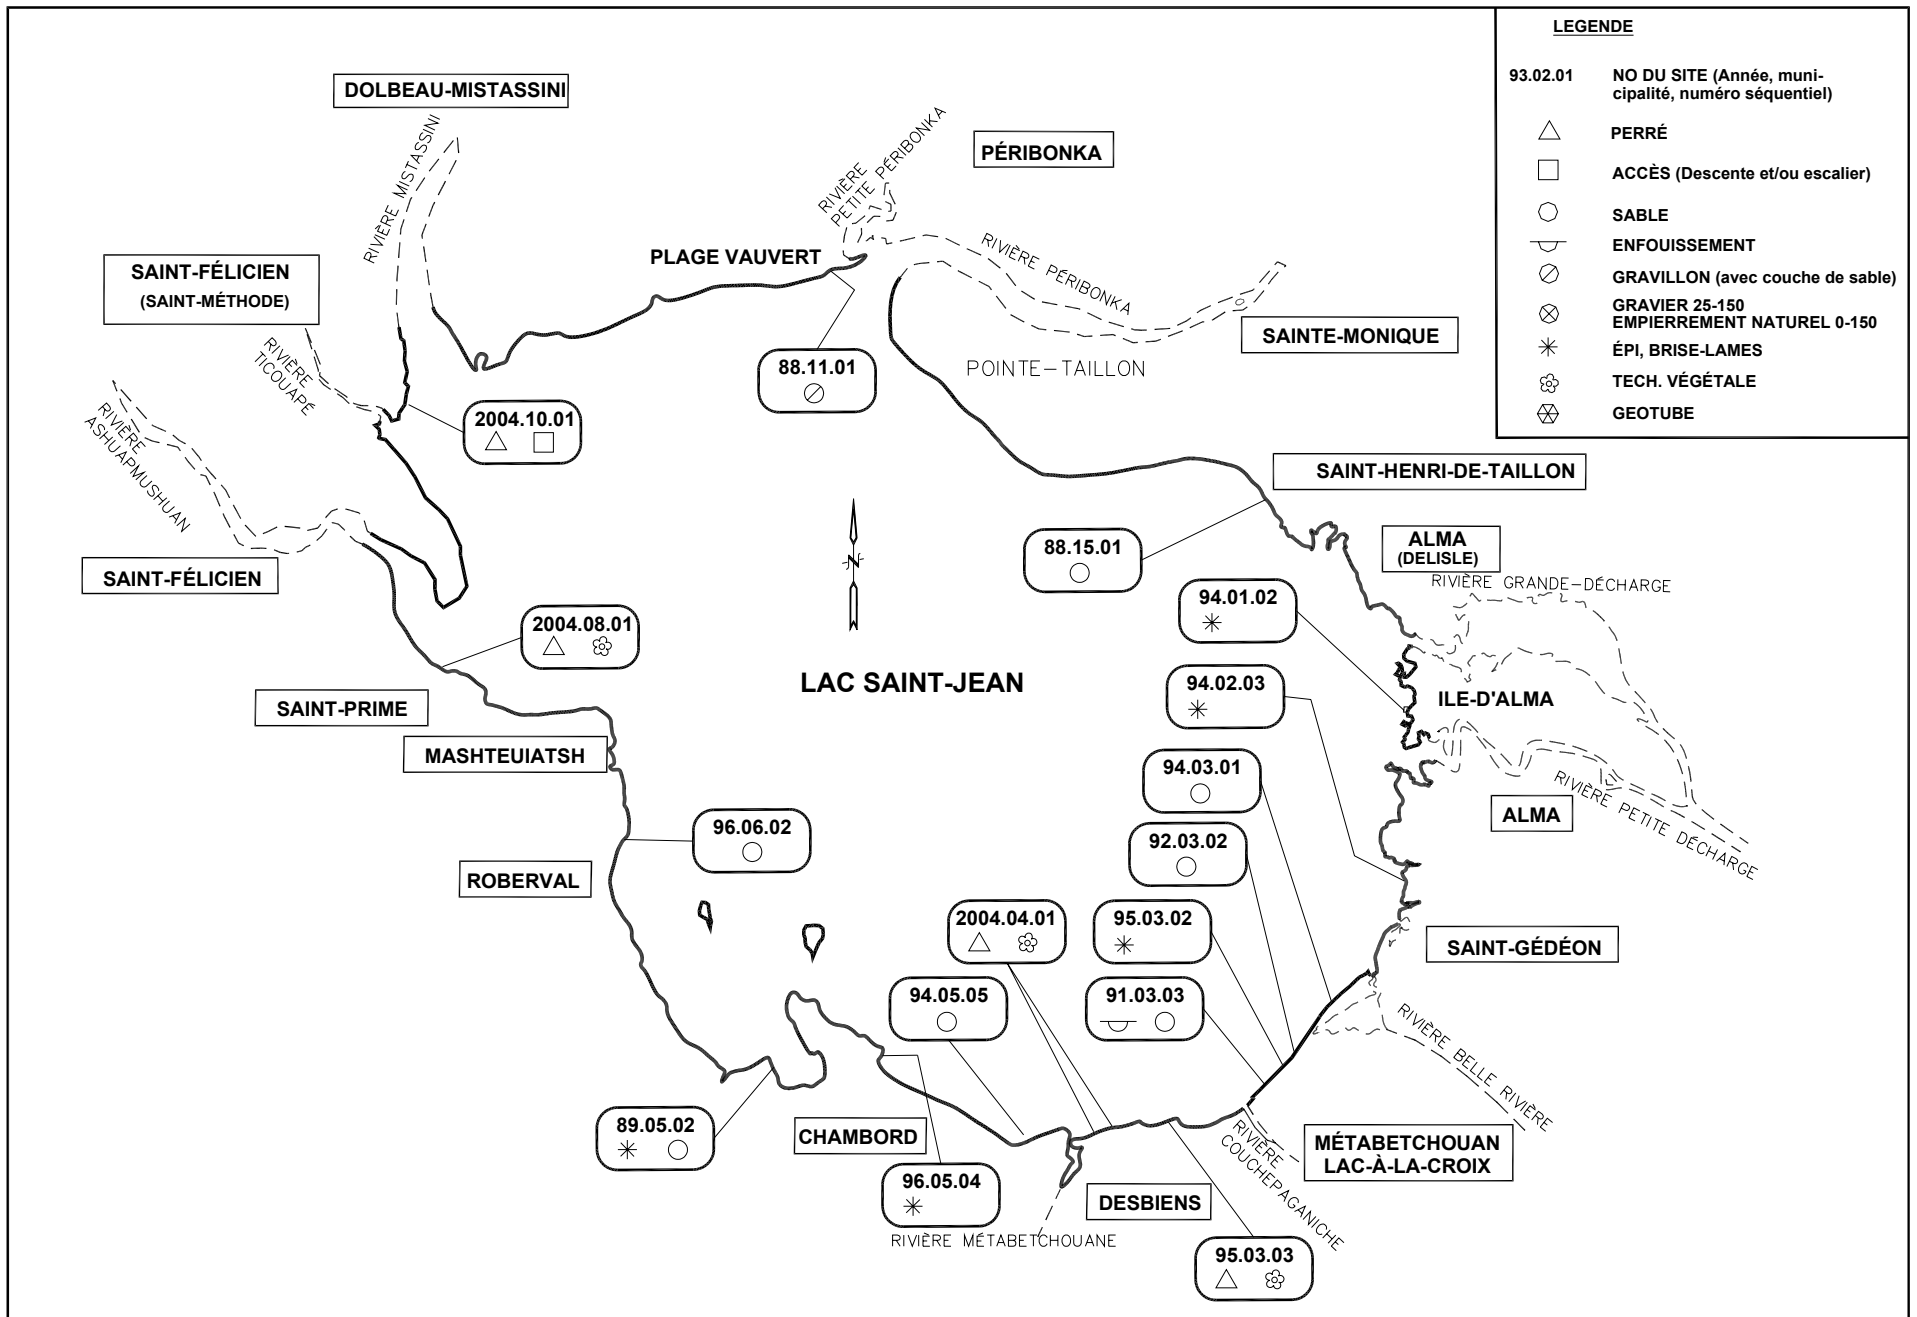 LEGENDE
93.02.01 NO DU SITE (Année, muni-
cipalité, numéro séquentiel)
PERRÉ
ACCÈS (Descente et/ou escalier)
SABLE
ENFOUISSEMENT
GRAVILLON (avec couche de sable)
GRAVIER 25-150
EMPIERREMENT NATUREL 0-150
ÉPI, BRISE-LAMES
TECH. VÉGÉTALE
GEOTUBE
DOLBEAU-MISTASSINI
RIVIÈRE MISTASSINI
PÉRIBONKA
RIVIÈRE
PETITE PÉRIBONKA
PLAGE VAUVERT
RIVIÈRE PÉRIBONKA
SAINT-FÉLICIEN
(SAINT-MÉTHODE)
RIVIÈRE
TICOUAPÉ
SAINTE-MONIQUE
POINTE-TAILLON
88.11.01
2004.10.01
RIVIÈRE
ASHUAPMUSHUAN
SAINT-HENRI-DE-TAILLON
88.15.01
ALMA
(DELISLE)
N
SAINT-FÉLICIEN
RIVIÈRE GRANDE-DÉCHARGE
94.01.02
2004.08.01
LAC SAINT-JEAN
94.02.03
ILE-D'ALMA
SAINT-PRIME
MASHTEUIATSH
94.03.01
RIVIÈRE PETITE DÉCHARGE
ALMA
96.06.02
92.03.02
ROBERVAL
2004.04.01
95.03.02
SAINT-GÉDÉON
94.05.05
91.03.03
RIVIÈRE BELLE RIVIÈRE
89.05.02
CHAMBORD
RIVIÈRE
COUCHEPAGANICHE
MÉTABETCHOUAN
LAC-À-LA-CROIX
96.05.04
DESBIENS
RIVIÈRE MÉTABETCHOUANE
95.03.03